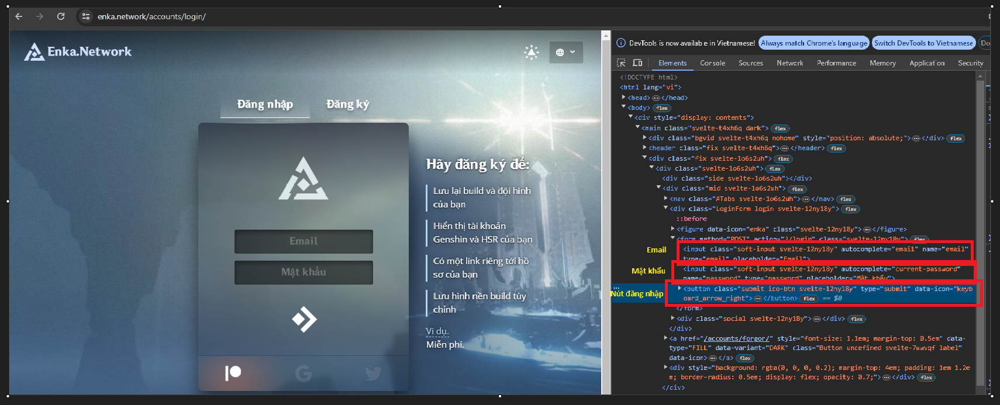 enka.network/accounts/login/
Enka.Network
Đăng nhập
Đăng ký
Email
Mật khẩu
Hãy đăng ký để:
Lưu lại build và đội hình
của bạn
Hiển thị tài khoản
Genshin và HSR của bạn
Có một link riêng tới hồ
sơ của bạn
Lưu hình nền build tùy
chỉnh
Ví dụ.
Miễn phí.
DevTools is now available in Vietnamese!
Always match Chrome's language
Switch DevTools to Vietnamese
Do
Elements
Console
Sources
Network
Performance
Memory
Application
Security
<!DOCTYPE html>
<html lang="vi">
<head> ⋯ </head>
<body> flex
<div style="display: contents">
<main class="svelte-t4xh6q dark"> flex
<div class="bgvid svelte-t4xh6q nohome" style="position: absolute;"> ⋯ </div> flex
<header class="fix svelte-t4xh6q"> ⋯ </header> flex
<div class="fix svelte-1o6s2uh"> flex
<div class="svelte-1o6s2uh"> flex
<div class="side svelte-1o6s2uh"></div>
<div class="mid svelte-1o6s2uh"> flex
<nav class="ATabs svelte-1o6s2uh"> ⋯ </nav> flex
<div class="LoginForm login svelte-12ny18y"> flex
::before
<figure data-icon="enka" class="svelte-12ny18y"> ⋯ </figure>
<form method="POST" action="?/login" class="svelte-12ny18y"> flex
Email
<input class="soft-input svelte-12ny18y" autocomplete="email" name="email"
type="email" placeholder="Email">
Mật khẩu
<input class="soft-input svelte-12ny18y" autocomplete="current-password"
name="password" type="password" placeholder="Mật khẩu">
...
Nút đăng nhập
<button class="submit ico-btn svelte-12ny18y" type="submit" data-icon="keyb
oard_arrow_right"> ⋯ </button> flex == $0
</form>
<div class="social svelte-12ny18y"> ⋯ </div> flex
</div>
<a href="/accounts/forgor/" style="font-size: 1.1em; margin-top: 0.5em" data-
type="FILL" data-variant="DARK" class="Button undefined svelte-7wwvqf label"
data-icon> ⋯ </a> flex
<div style="background: rgba(0, 0, 0, 0.2); margin-top: 4em; padding: 1em 1.2e
m; border-radius: 0.5em; display: flex; opacity: 0.7;"> ⋯ </div> flex
</div>